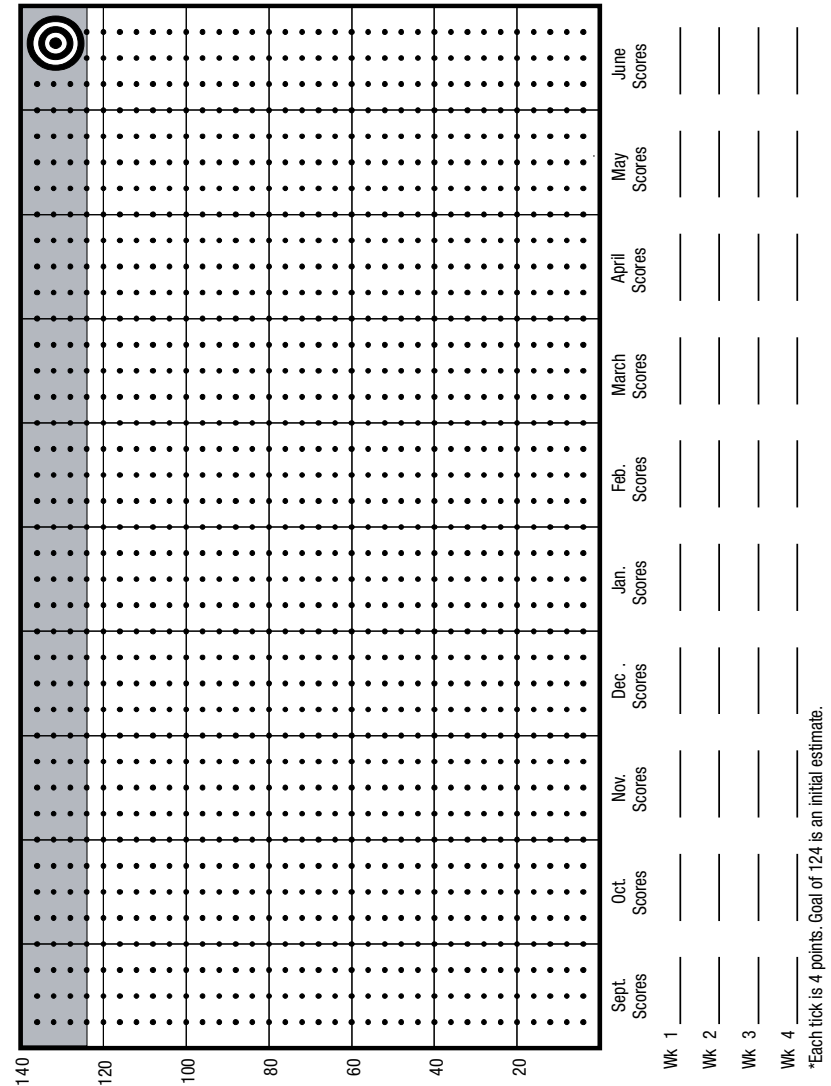 140
120
100
80
60
40
20
Sept. Oct. Nov. Dec . Jan. Feb. March April May June
Scores Scores Scores Scores Scores Scores Scores Scores Scores Scores
Wk 1
Wk 2
Wk 3
Wk 4
*Each tick is 4 points. Goal of 124 is an initial estimate.